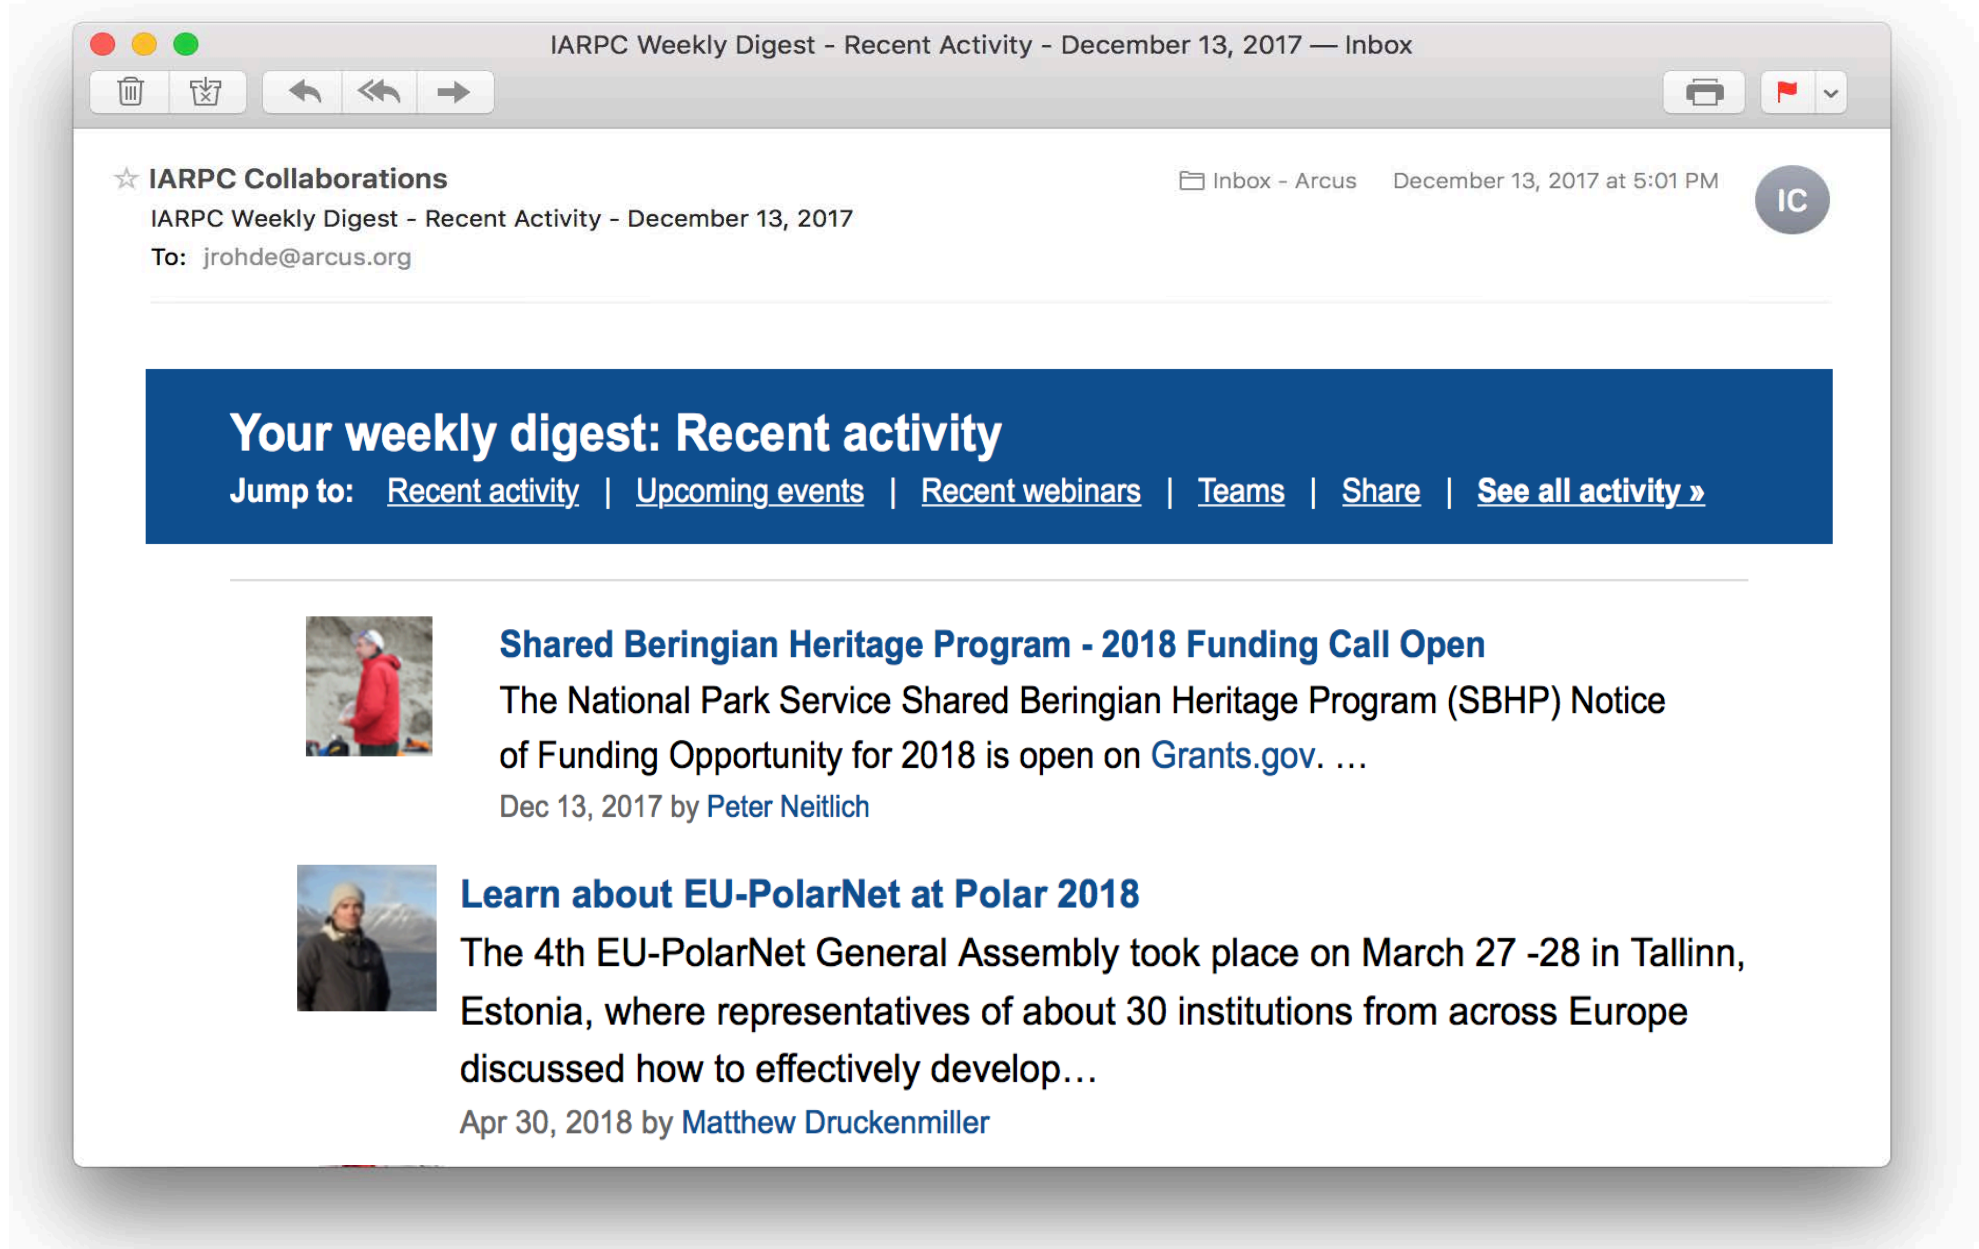 IARPC Weekly Digest - Recent Activity - December 13, 2017 — Inbox
IARPC Collaborations
Inbox - Arcus
December 13, 2017 at 5:01 PM
IC
IARPC Weekly Digest - Recent Activity - December 13, 2017
To: jrohde@arcus.org
Your weekly digest: Recent activity
Jump to: Recent activity | Upcoming events | Recent webinars | Teams | Share | See all activity »
Shared Beringian Heritage Program - 2018 Funding Call Open
The National Park Service Shared Beringian Heritage Program (SBHP) Notice
of Funding Opportunity for 2018 is open on Grants.gov. …
Dec 13, 2017 by Peter Neitlich
Learn about EU-PolarNet at Polar 2018
The 4th EU-PolarNet General Assembly took place on March 27 -28 in Tallinn,
Estonia, where representatives of about 30 institutions from across Europe
discussed how to effectively develop…
Apr 30, 2018 by Matthew Druckenmiller